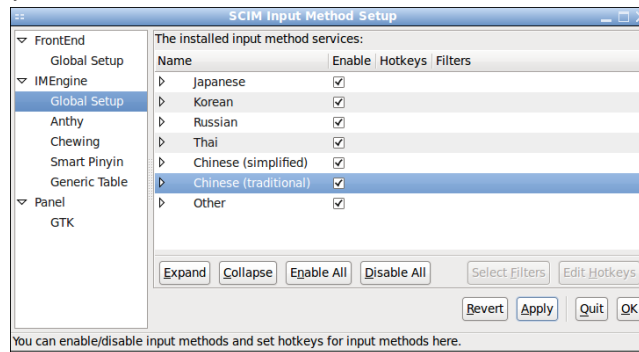 SCIM Input Method Setup
FrontEnd
Global Setup
IMEngine
Global Setup
Anthy
Chewing
Smart Pinyin
Generic Table
Panel
GTK
The installed input method services:
Name Enable Hotkeys Filters
Japanese
Korean
Russian
Thai
Chinese (simplified)
Chinese (traditional)
Other
Expand Collapse Enable All Disable All Select Filters Edit Hotkeys
Revert Apply Quit OK
You can enable/disable input methods and set hotkeys for input methods here.